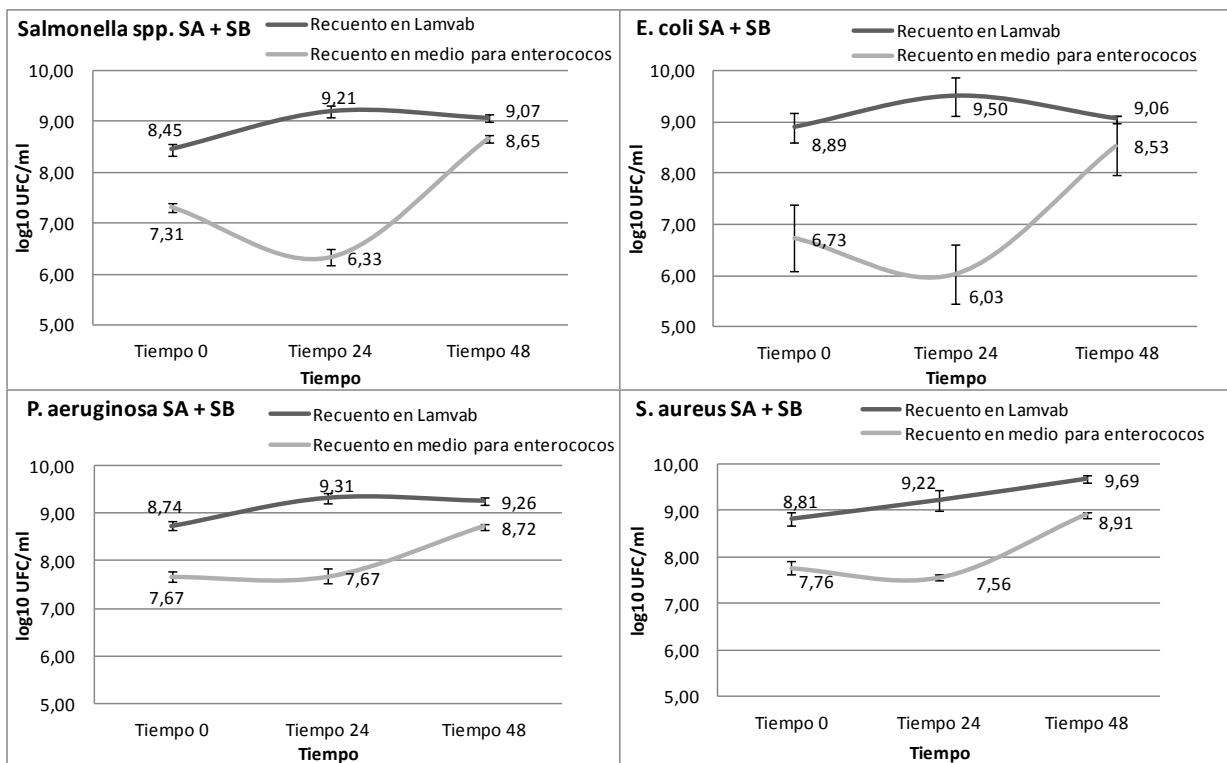 Salmonella spp. SA + SB
Recuento en Lamvab
Recuento en medio para enterococos
10,00
9,00
8,00
7,00
6,00
5,00
log10 UFC/ml
8,45
9,21
9,07
7,31
6,33
8,65
Tiempo 0
Tiempo 24
Tiempo 48
Tiempo
E. coli SA + SB
Recuento en Lamvab
Recuento en medio para enterococos
10,00
9,00
8,00
7,00
6,00
5,00
log10 UFC/ml
8,89
9,50
9,06
6,73
6,03
8,53
Tiempo 0
Tiempo 24
Tiempo 48
Tiempo
P. aeruginosa SA + SB
Recuento en Lamvab
Recuento en medio para enterococos
10,00
9,00
8,00
7,00
6,00
5,00
log10 UFC/ml
8,74
9,31
9,26
7,67
7,67
8,72
Tiempo 0
Tiempo 24
Tiempo 48
Tiempo
S. aureus SA + SB
Recuento en Lamvab
Recuento en medio para enterococos
10,00
9,00
8,00
7,00
6,00
5,00
log10 UFC/ml
8,81
9,22
9,69
7,76
7,56
8,91
Tiempo 0
Tiempo 24
Tiempo 48
Tiempo